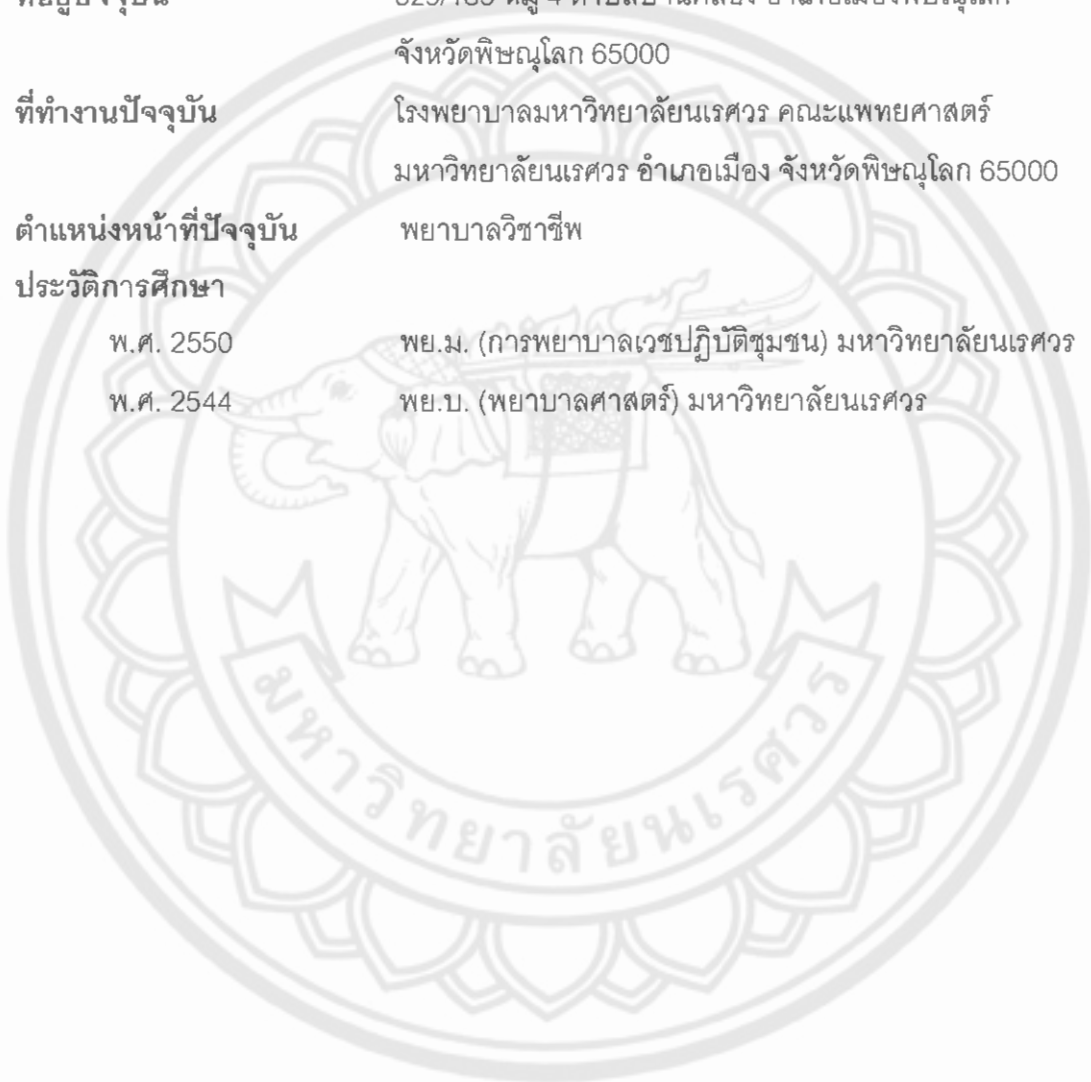 จังหวัดพิษณุโลก 65000
ที่ทำงานปัจจุบัน โรงพยาบาลมหาวิทยาลัยนเรศวร คณะแพทยศาสตร์
มหาวิทยาลัยนเรศวร อำเภอเมือง จังหวัดพิษณุโลก 65000
ตำแหน่งหน้าที่ปัจจุบัน พยาบาลวิชาชีพ
ประวัติการศึกษา
พ.ศ. 2550 พย.ม. (การพยาบาลเวชปฏิบัติชุมชน) มหาวิทยาลัยนเรศวร
พ.ศ. 2544 พย.บ. (พยาบาลศาสตร์) มหาวิทยาลัยนเรศวร
มหาวิทยาลัยนเรศวร